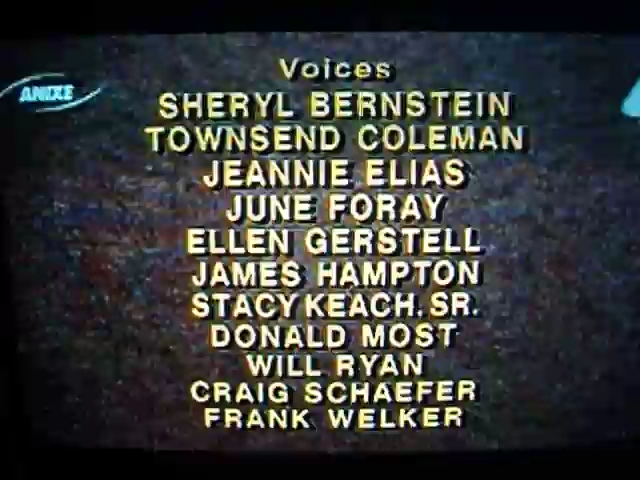 Voices
ANIXE
SHERYL BERNSTEIN
TOWNSEND COLEMAN
JEANNIE ELIAS
JUNE FORAY
ELLEN GERSTELL
JAMES HAMPTON
STACY KEACH, SR.
DONALD MOST
WILL RYAN
CRAIG SCHAEFER
FRANK WELKER